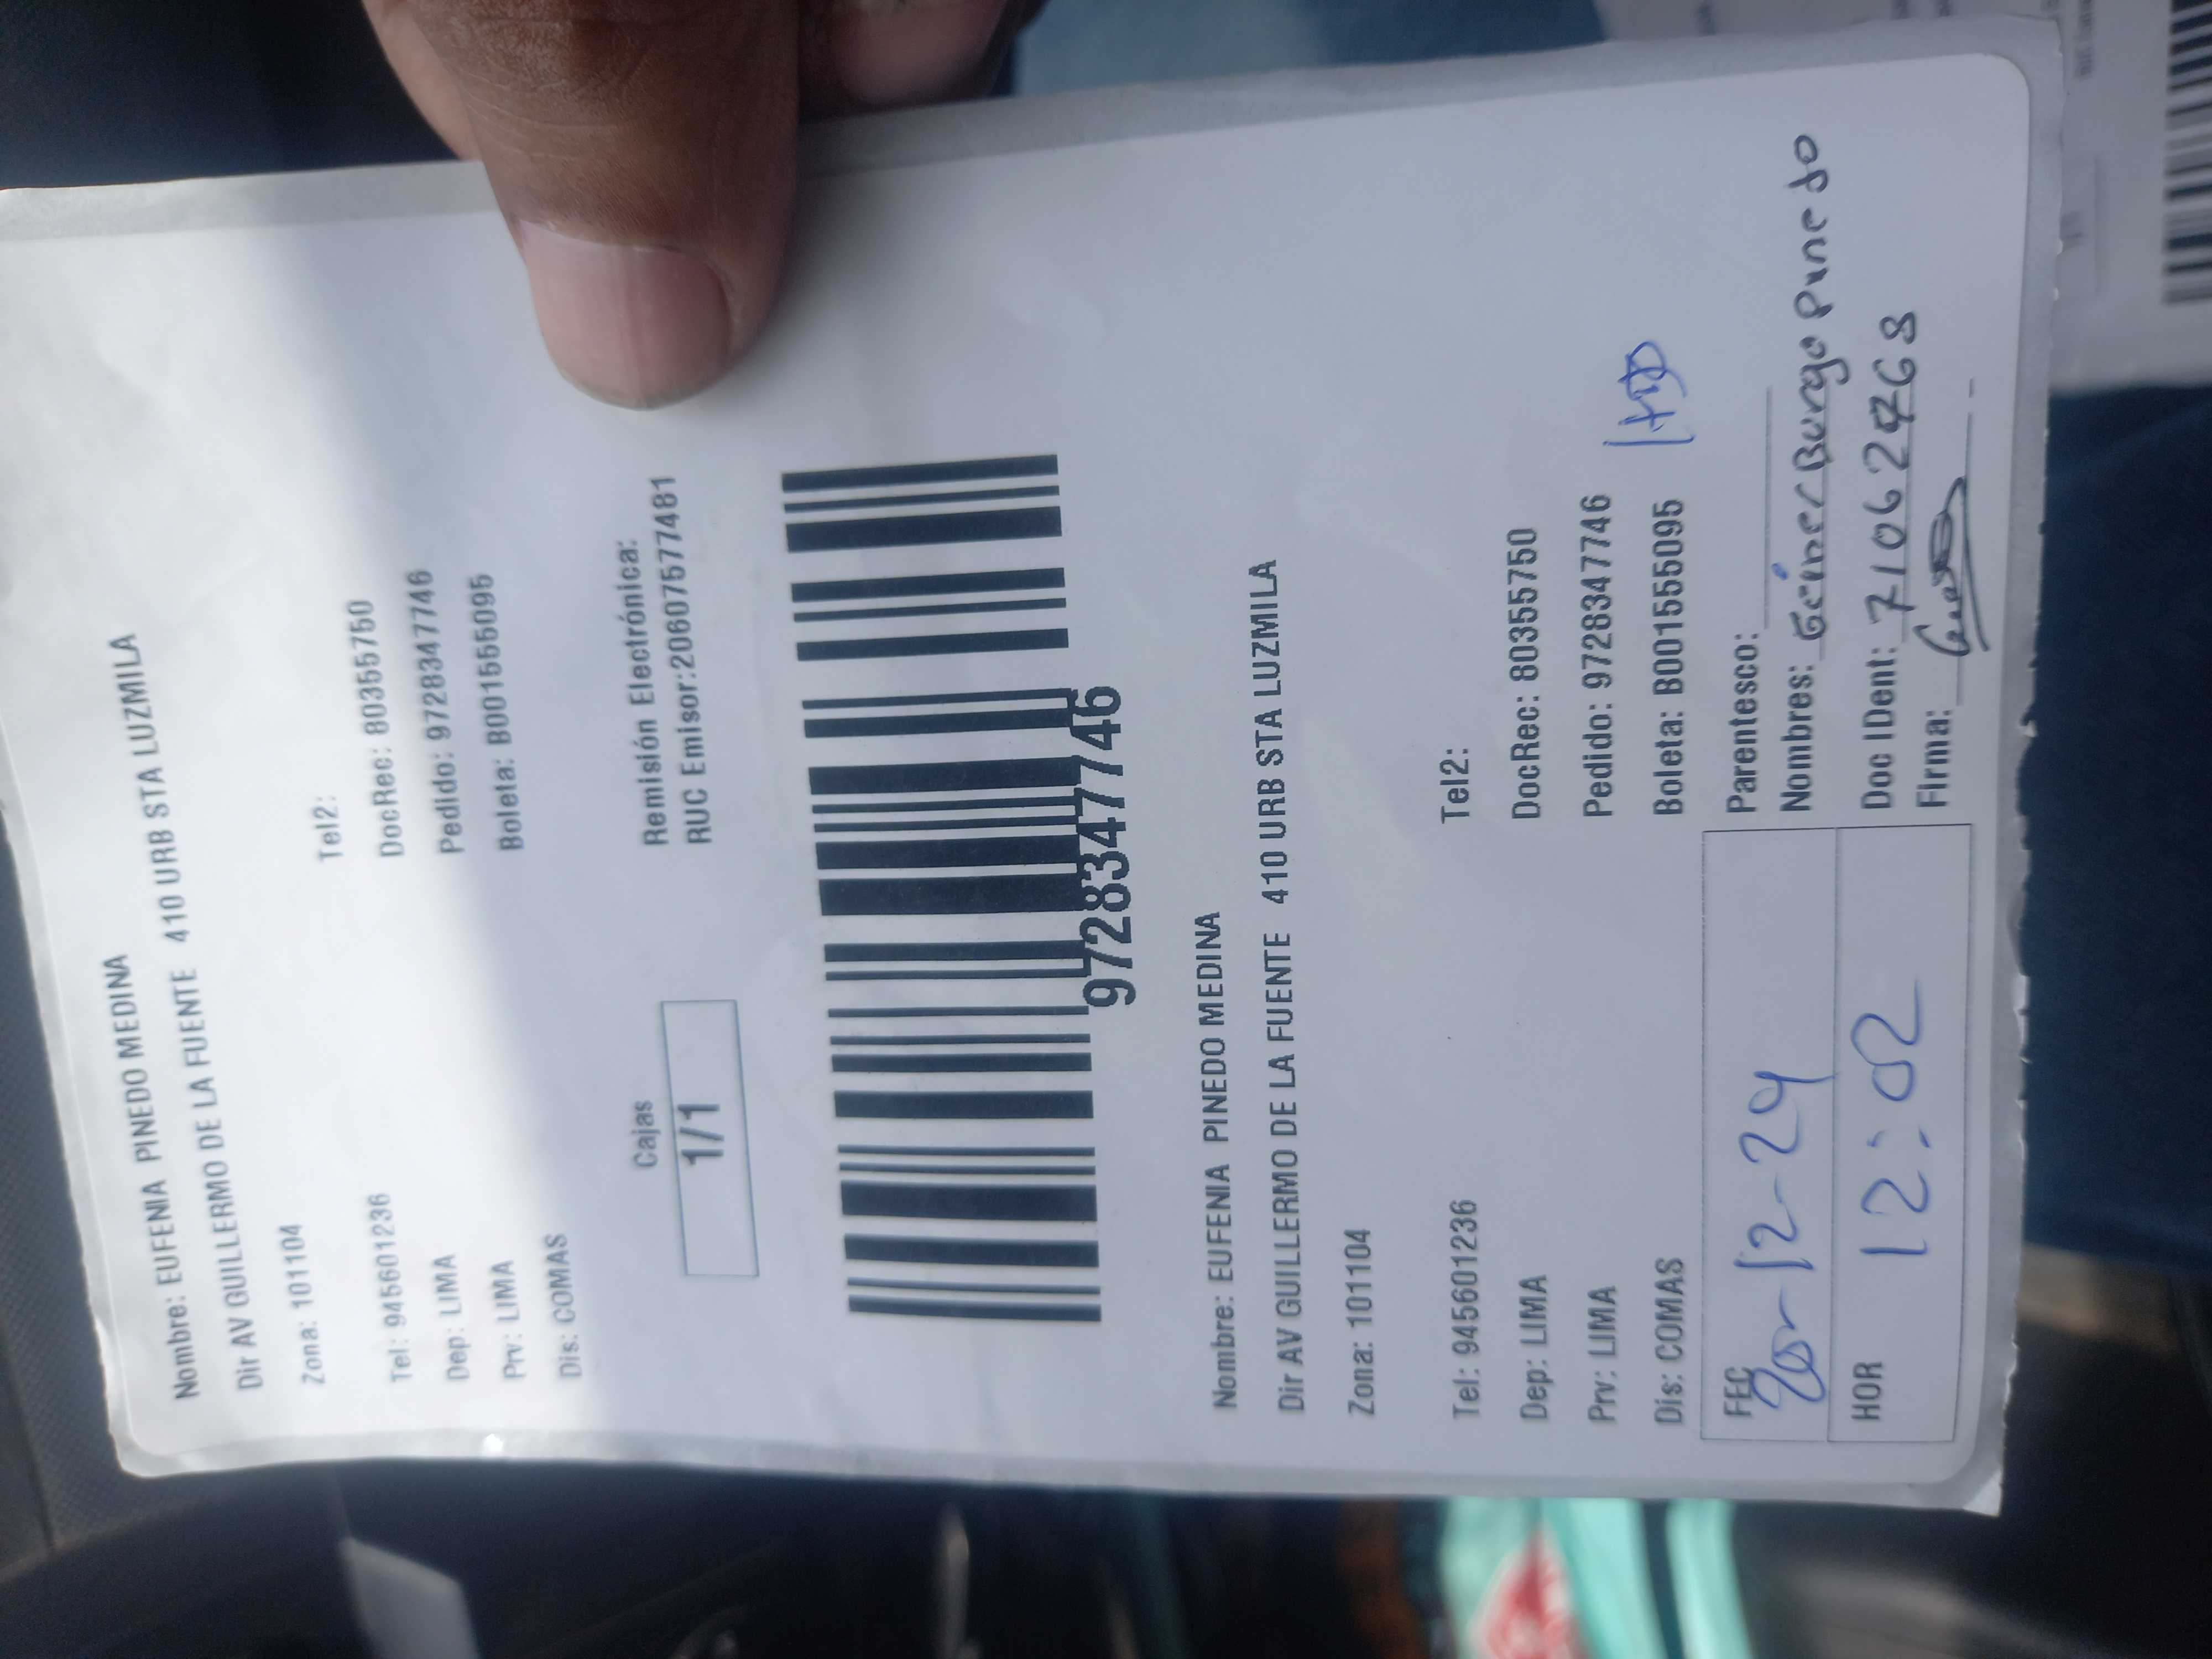 Nombre: EUFENIA PINEDO MEDINA
Dir AV GUILLERMO DE LA FUENTE 410 URB STA LUZMILA
Zona: 101104
Tel: 945601236 Tel2:
Dep: LIMA DocRec: 80355750
Prv: LIMA Pedido: 9728347746
Dis: COMAS Boleta: B001555095
Cajas Remisión Electrónica:
1/1 RUC Emisor:20607577481
9728347746
Nombre: EUFENIA PINEDO MEDINA
Dir AV GUILLERMO DE LA FUENTE 410 URB STA LUZMILA
Zona: 101104
Tel: 945601236 Tel2:
Dep: LIMA DocRec: 80355750
Prv: LIMA Pedido: 9728347746
Dis: COMAS Boleta: B001555095
FEC 20-12-24 Parentesco:
Nombres: Burgo
HOR 12:02 Doc IDent:
Firma: